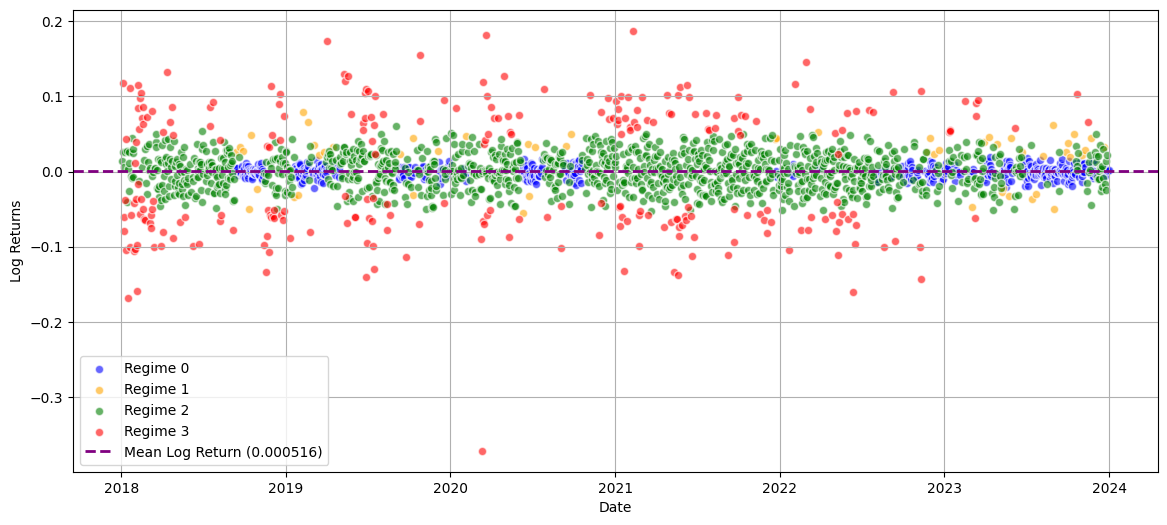 0.2
0.1
0.0
−0.1
−0.2
−0.3
Log Returns
Regime 0
Regime 1
Regime 2
Regime 3
Mean Log Return (0.000516)
2018 2019 2020 2021 2022 2023 2024
Date